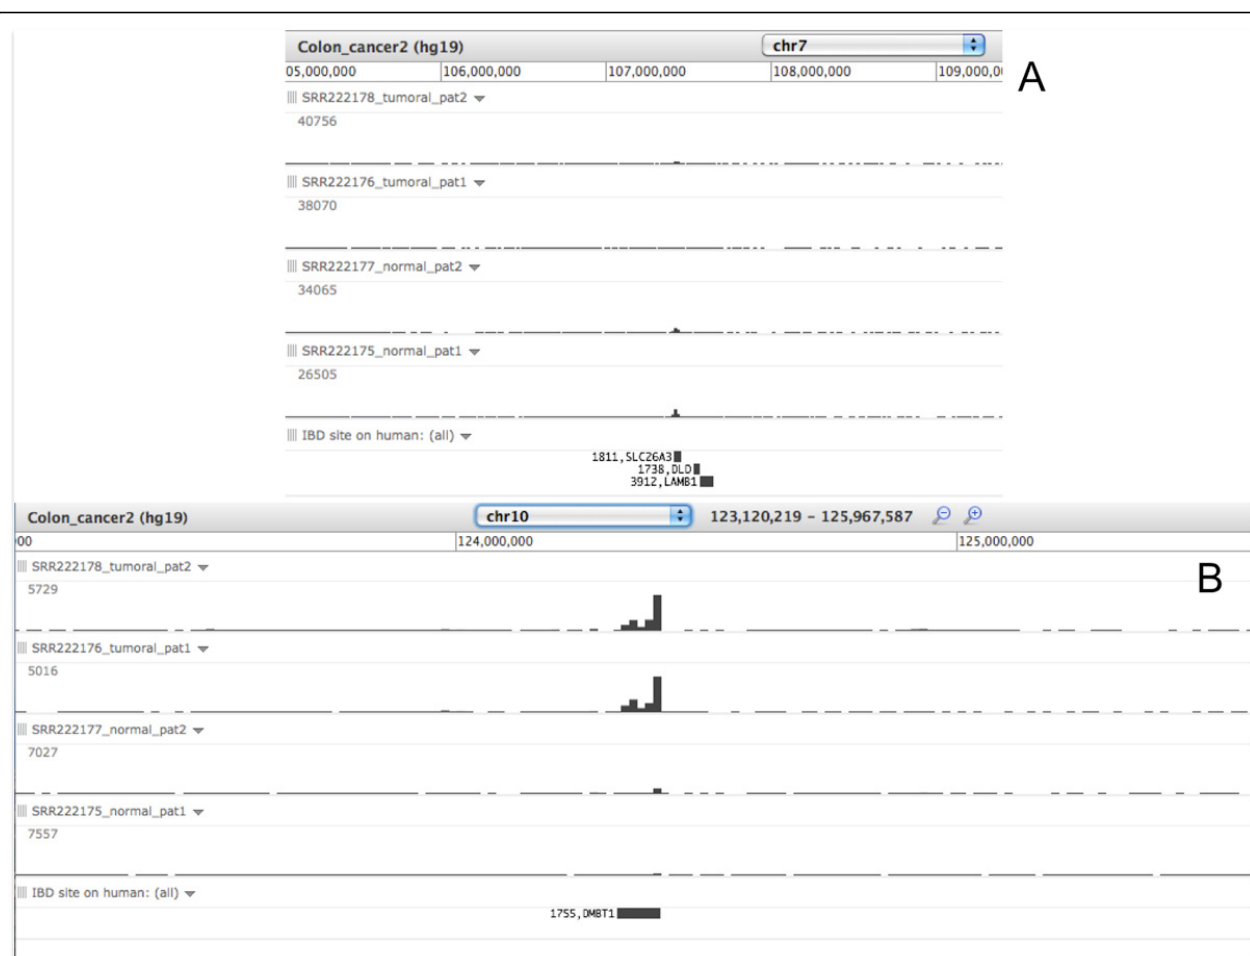 Colon_cancer2 (hg19) chr7
05,000,000 106,000,000 107,000,000 108,000,000 109,000,0
A
SRR222178_tumoral_pat2
40756
SRR222176_tumoral_pat1
38070
SRR222177_normal_pat2
34065
SRR222175_normal_pat1
26505
IBD site on human: (all)
1811,SLC26A3
1738,DLD
3912,LAMB1
Colon_cancer2 (hg19) chr10 123,120,219 – 125,967,587
00 124,000,000 125,000,000
SRR222178_tumoral_pat2
B
5729
SRR222176_tumoral_pat1
5016
SRR222177_normal_pat2
7027
SRR222175_normal_pat1
7557
IBD site on human: (all)
1755,DMBT1